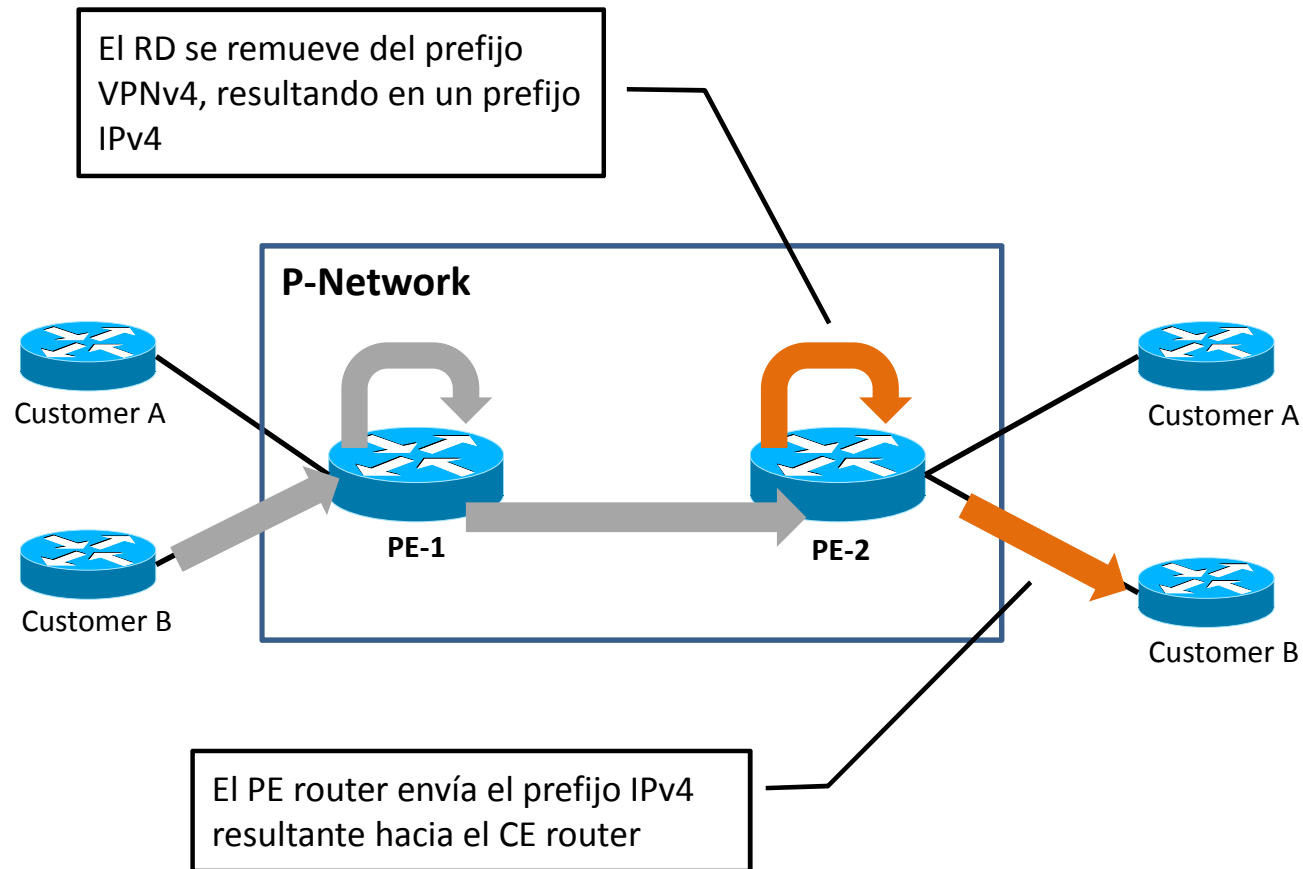 El RD se remueve del prefijo
VPNv4, resultando en un prefijo
IPv4
P-Network
Customer A
Customer A
PE-1
PE-2
Customer B
Customer B
El PE router envía el prefijo IPv4
resultante hacia el CE router